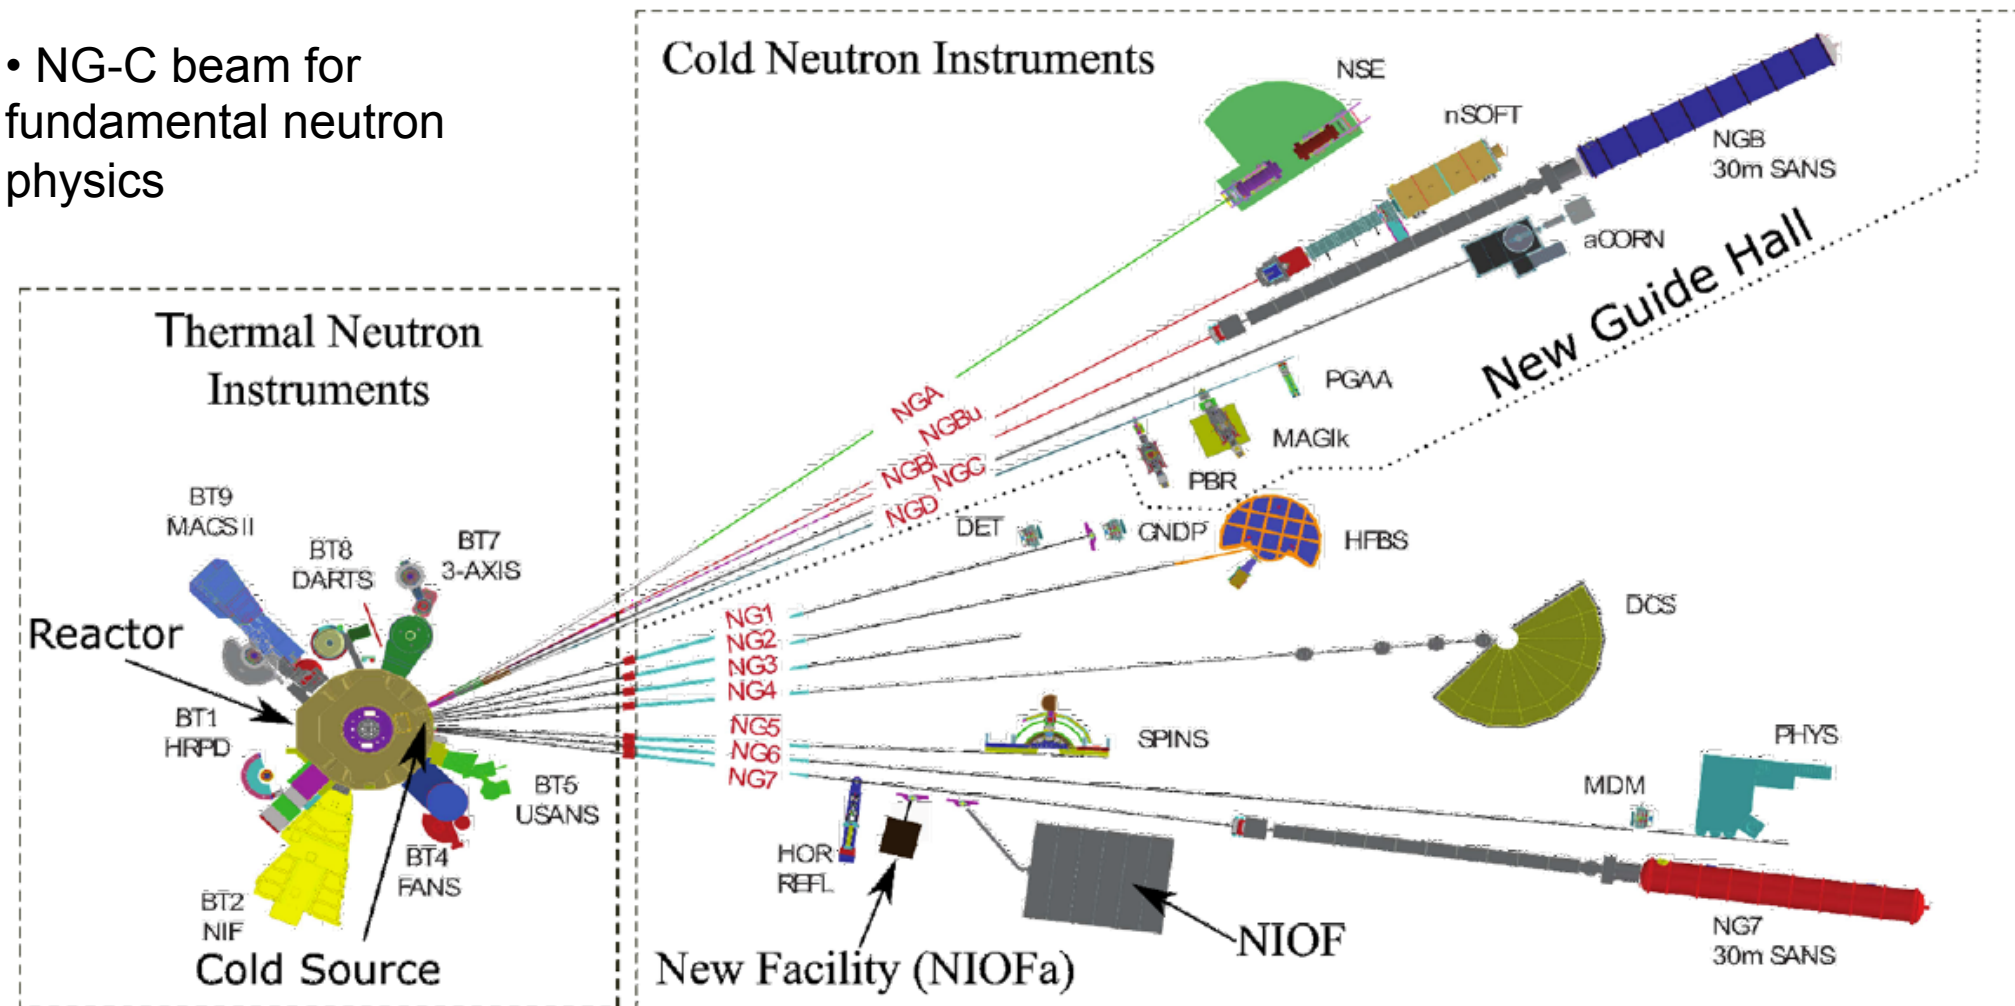 • NG-C beam for
fundamental neutron
physics
Cold Neutron Instruments
NSE
nSOFT
NGB
30m SANS
aCORN
New Guide Hall
Thermal Neutron
Instruments
NGA
NGBu
NGBl
NGC
NGD
PGAA
MAGIk
PBR
DET
CNDP
HFBS
DCS
BT9
MACS II
BT8
DARTS
BT7
3-AXIS
Reactor
NG1
NG2
NG3
NG4
NG5
NG6
NG7
BT1
HRPD
SPINS
PHYS
MDM
BT5
USANS
BT4
FANS
BT2
NIF
Cold Source
HOR
REFL
New Facility (NIOFa)
NIOF
NG7
30m SANS